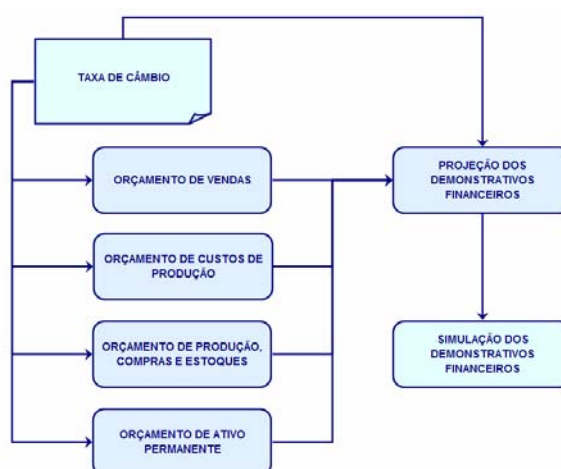 TAXA DE CÂMBIO
ORÇAMENTO DE VENDAS
PROJEÇÃO DOS
DEMONSTRATIVOS
FINANCEIROS
ORÇAMENTO DE CUSTOS DE
PRODUÇÃO
ORÇAMENTO DE PRODUÇÃO,
COMPRAS E ESTOQUES
SIMULAÇÃO DOS
DEMONSTRATIVOS
FINANCEIROS
ORÇAMENTO DE ATIVO
PERMANENTE